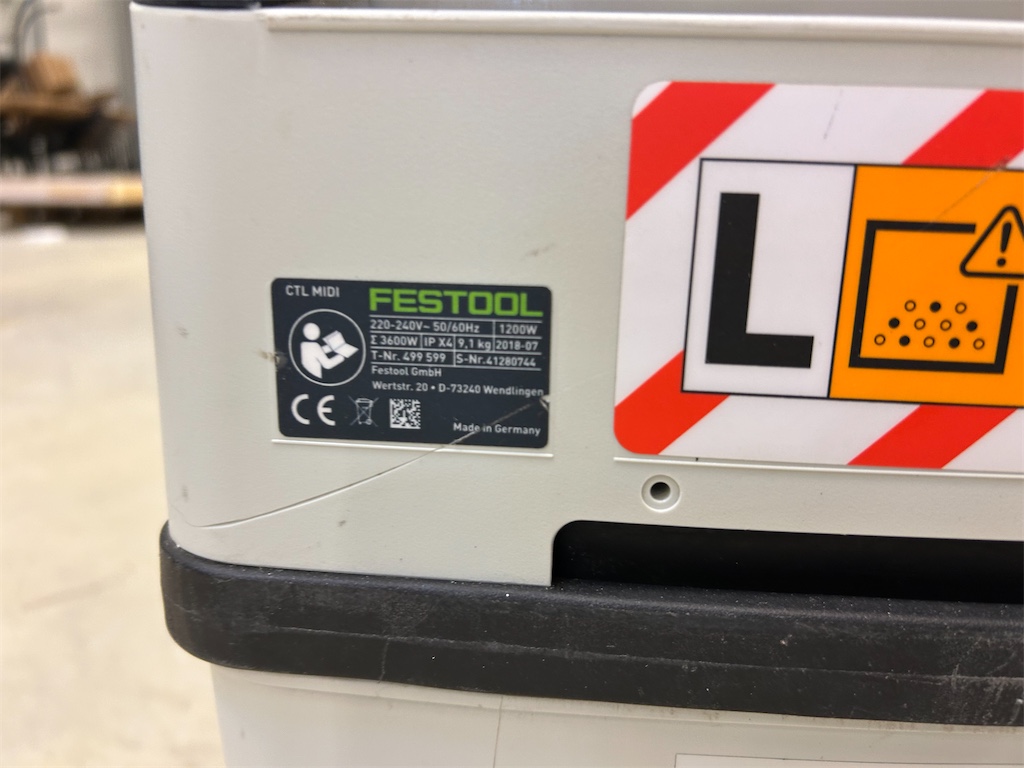 CTL MIDI
FESTOOL
220-240V~ 50/60Hz 1200W
Σ 3600W IP X4 9,1 kg 2018-07
T-Nr. 499 599 S-Nr.41280744
Festool GmbH
Wertstr. 20 • D-73240 Wendlingen
CE
Made in Germany
L